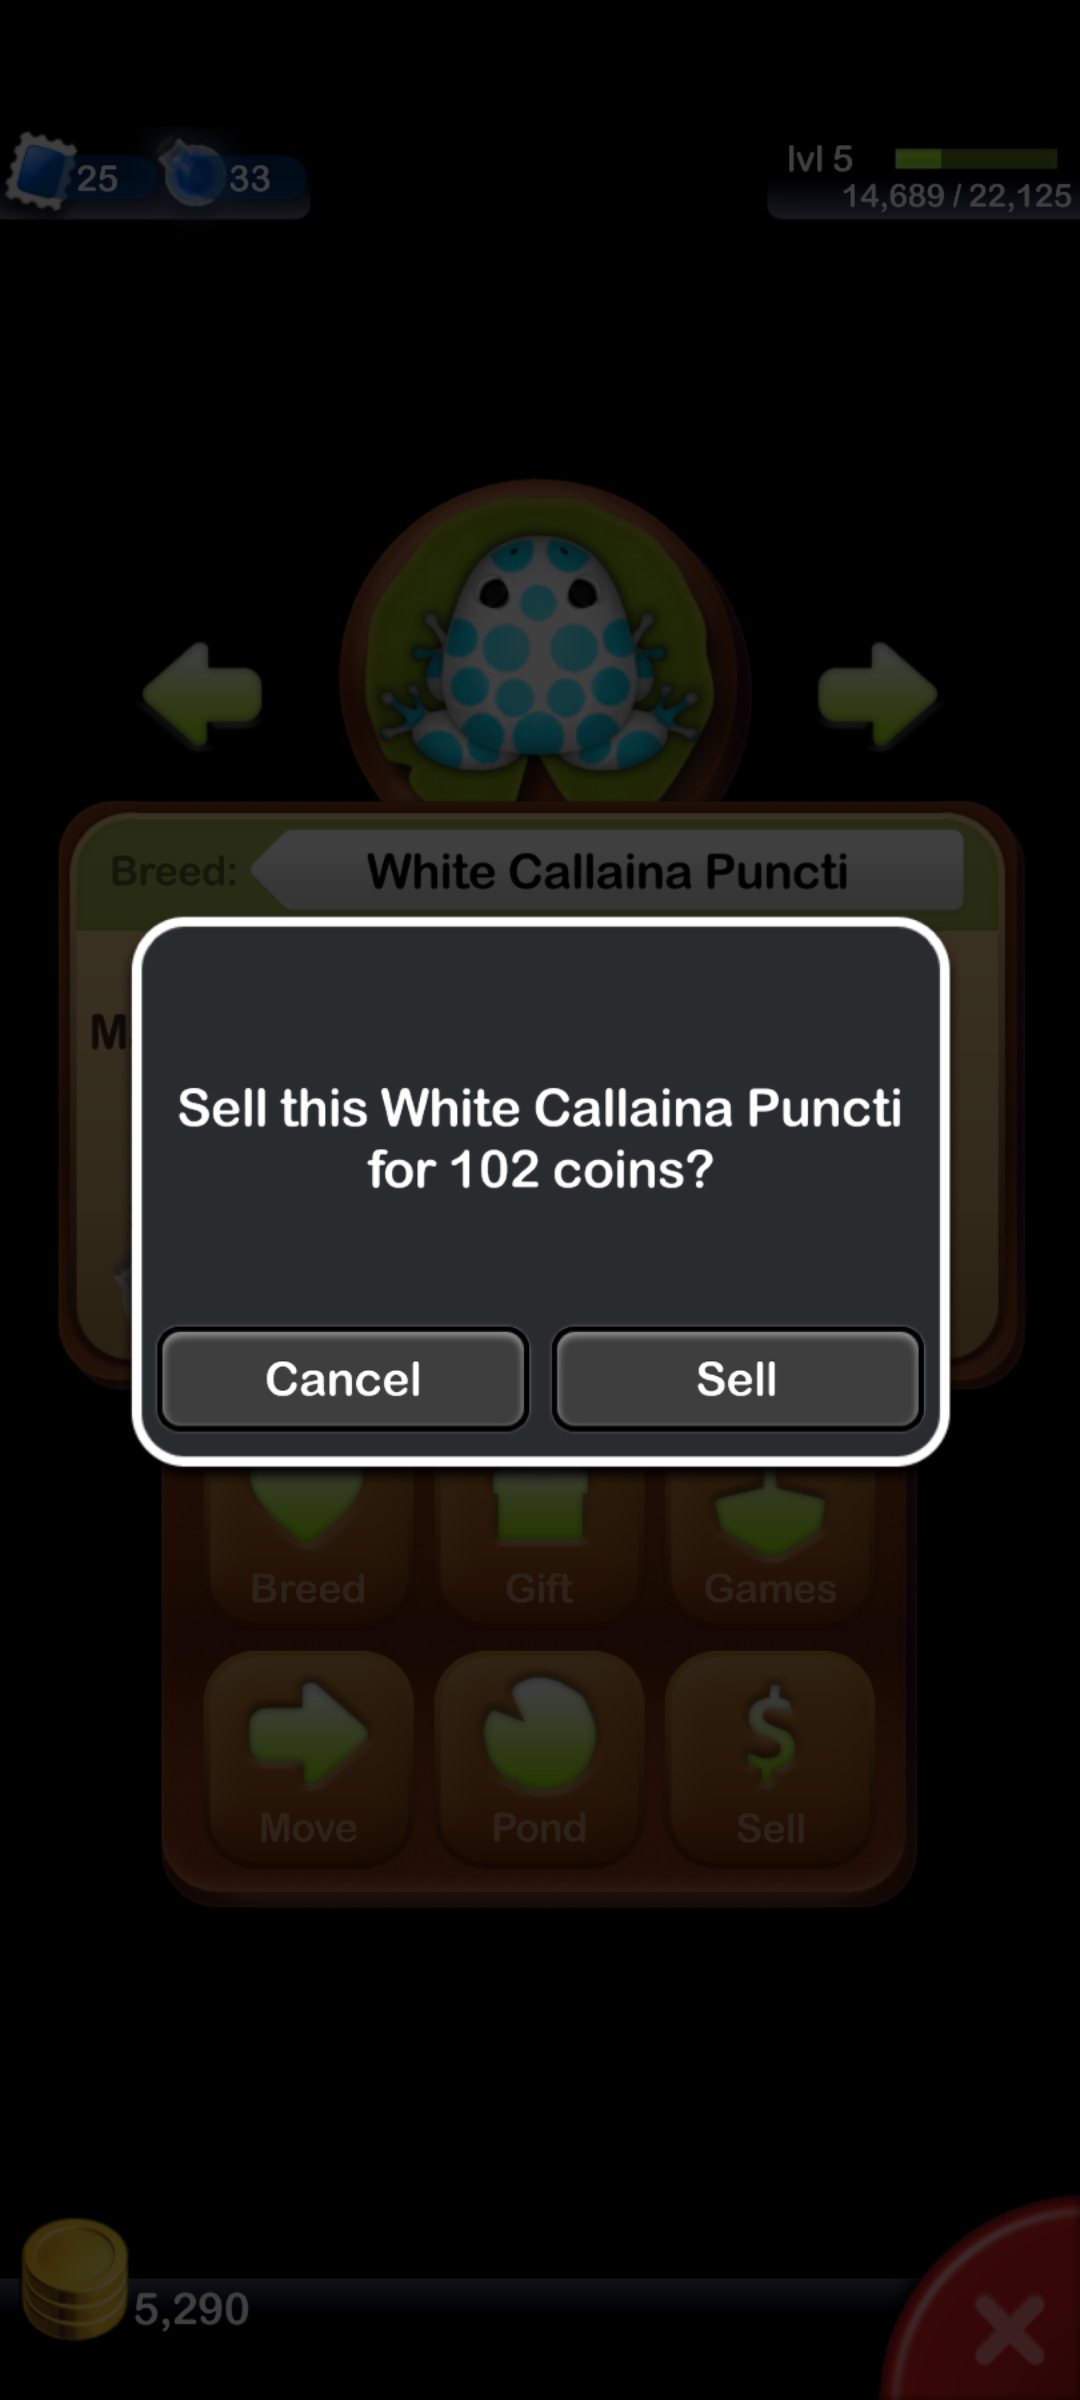 25
33
lvl 5
14,689 / 22,125
Breed:
White Callaina Puncti
M
Sell this White Callaina Puncti
for 102 coins?
Cancel
Sell
Breed
Gift
Games
Move
Pond
$
Sell
5,290